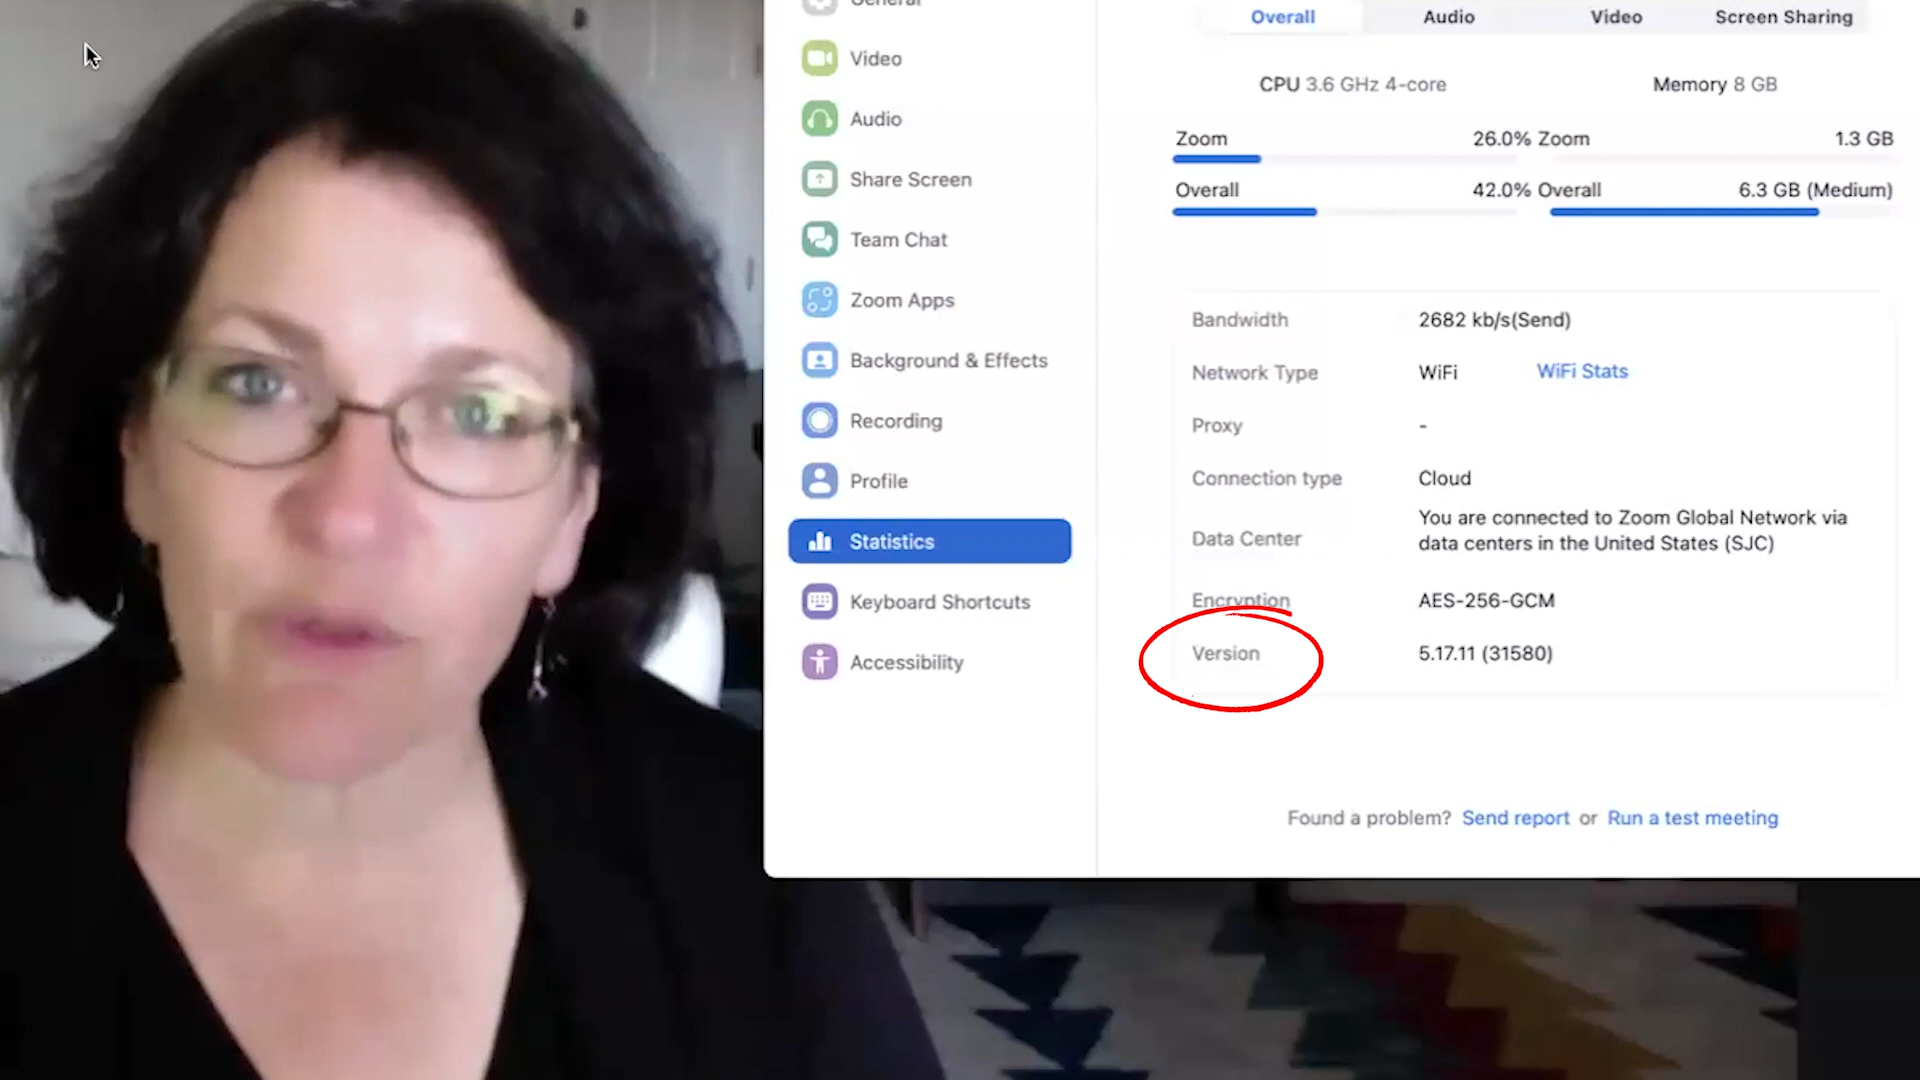 General
Video
Audio
Share Screen
Team Chat
Zoom Apps
Background & Effects
Recording
Profile
Statistics
Keyboard Shortcuts
Accessibility
Overall Audio Video Screen Sharing
CPU 3.6 GHz 4-core Memory 8 GB
Zoom 26.0% Zoom 1.3 GB
Overall 42.0% Overall 6.3 GB (Medium)
Bandwidth 2682 kb/s(Send)
Network Type WiFi WiFi Stats
Proxy -
Connection type Cloud
Data Center You are connected to Zoom Global Network via
data centers in the United States (SJC)
Encryption AES-256-GCM
Version 5.17.11 (31580)
Found a problem? Send report or Run a test meeting